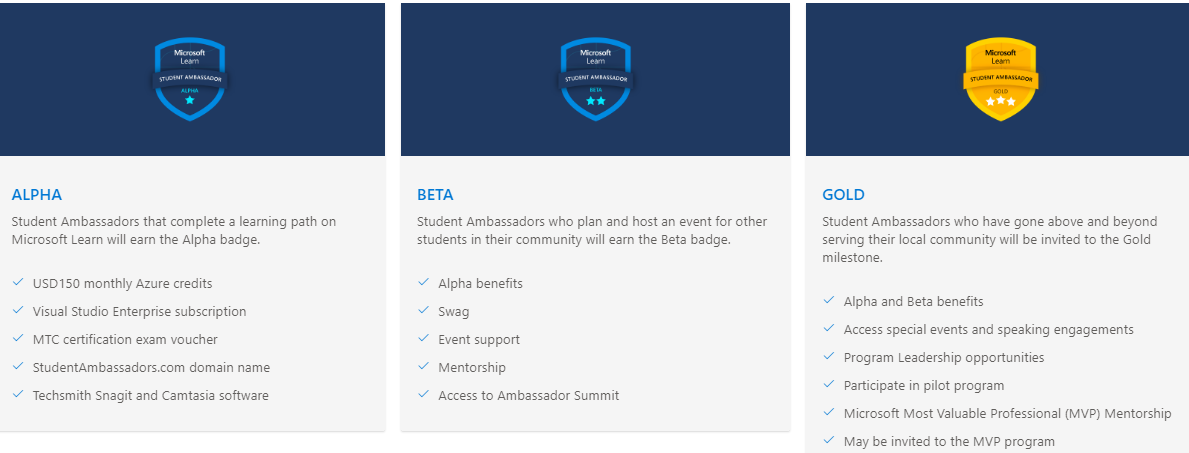 Microsoft
Learn
STUDENT AMBASSADOR
ALPHA
ALPHA
Student Ambassadors that complete a learning path on
Microsoft Learn will earn the Alpha badge.
USD150 monthly Azure credits
Visual Studio Enterprise subscription
MTC certification exam voucher
StudentAmbassadors.com domain name
Techsmith Snagit and Camtasia software
Microsoft
Learn
STUDENT AMBASSADOR
BETA
BETA
Student Ambassadors who plan and host an event for other
students in their community will earn the Beta badge.
Alpha benefits
Swag
Event support
Mentorship
Access to Ambassador Summit
Microsoft
Learn
STUDENT AMBASSADOR
GOLD
GOLD
Student Ambassadors who have gone above and beyond
serving their local community will be invited to the Gold
milestone.
Alpha and Beta benefits
Access special events and speaking engagements
Program Leadership opportunities
Participate in pilot program
Microsoft Most Valuable Professional (MVP) Mentorship
May be invited to the MVP program